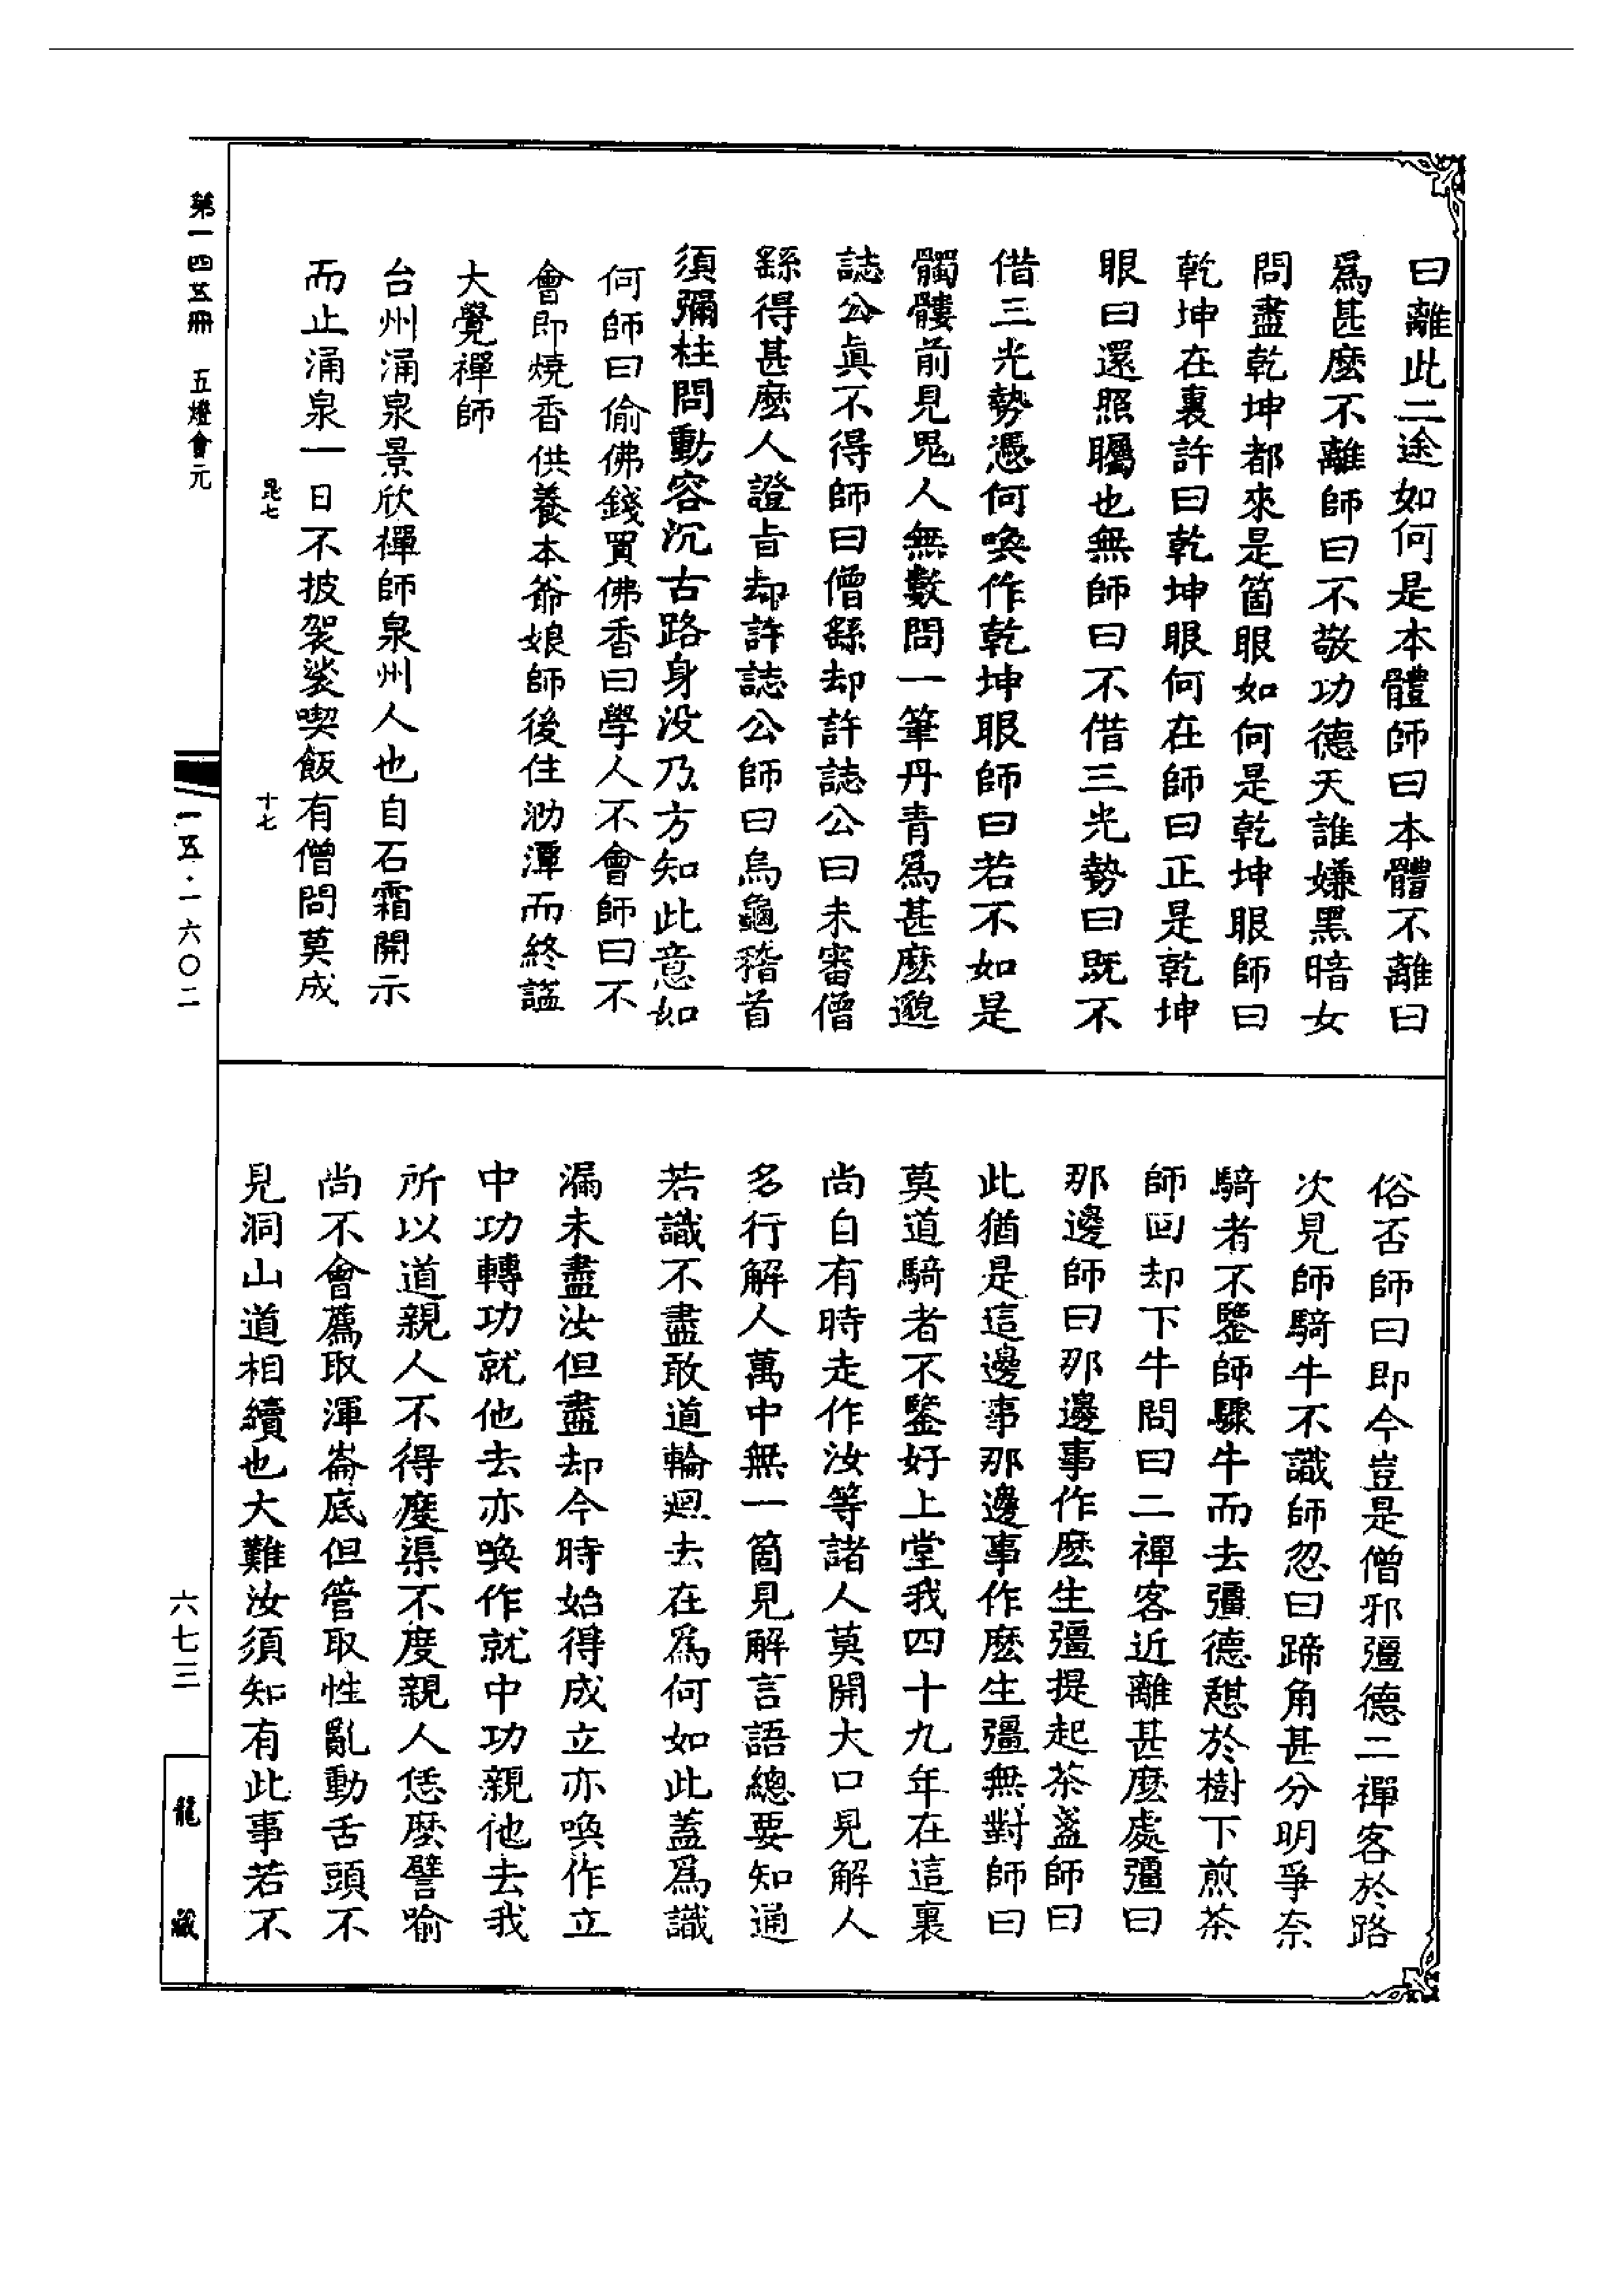 曰離此二途如何是本體師曰本體不離曰
爲甚麽不離師曰不敬功德天誰嫌黑暗女
問盡乾坤都來是箇眼如何是乾坤眼師曰
乾坤在裏許曰乾坤眼何在師曰正是乾坤
眼曰還照矚也無師曰不借三光勢曰既不
借三光勢憑何喚作乾坤眼師曰若不如是
髑髏前見鬼人無數問一筆丹青爲甚麽邈
誌公眞不得師曰僧繇却許誌公曰未審僧
繇得甚麽人證旨却許誌公師曰烏龜稽首
須彌柱問動容沉古路身没乃方知此意如
何師曰偷佛錢買佛香曰學人不會師曰不
會即燒香供養本爺娘師後住泐潭而終諡
大覺禪師
台州涌泉景欣禪師泉州人也自石霜開示
而止涌泉一日不披袈裟喫飯有僧問莫成
昆七
十七
俗否師曰即今豈是僧邪彊德二禪客於路
次見師騎牛不識師忽曰蹄角甚分明爭奈
騎者不鑒師驟牛而去彊德憩於樹下煎茶
師回却下牛問曰二禪客近離甚麽處彊曰
那邊師曰那邊事作麽生彊提起茶盞師曰
此猶是這邊事那邊事作麽生彊無對師曰
莫道騎者不鑒好上堂我四十九年在這裏
尚自有時走作汝等諸人莫開大口見解人
多行解人萬中無一箇見解言語總要知通
若識不盡敢道輪迴去在爲何如此蓋爲識
漏未盡汝但盡却今時始得成立亦喚作立
中功轉功就他去亦喚作就中功親他去我
所以道親人不得度渠不度親人恁麽譬喻
尚不會薦取渾崙底但管取性亂動舌頭不
見洞山道相續也大難汝須知有此事若不
第一四五册　五燈會元
一五·一六〇二
六七三
龍藏